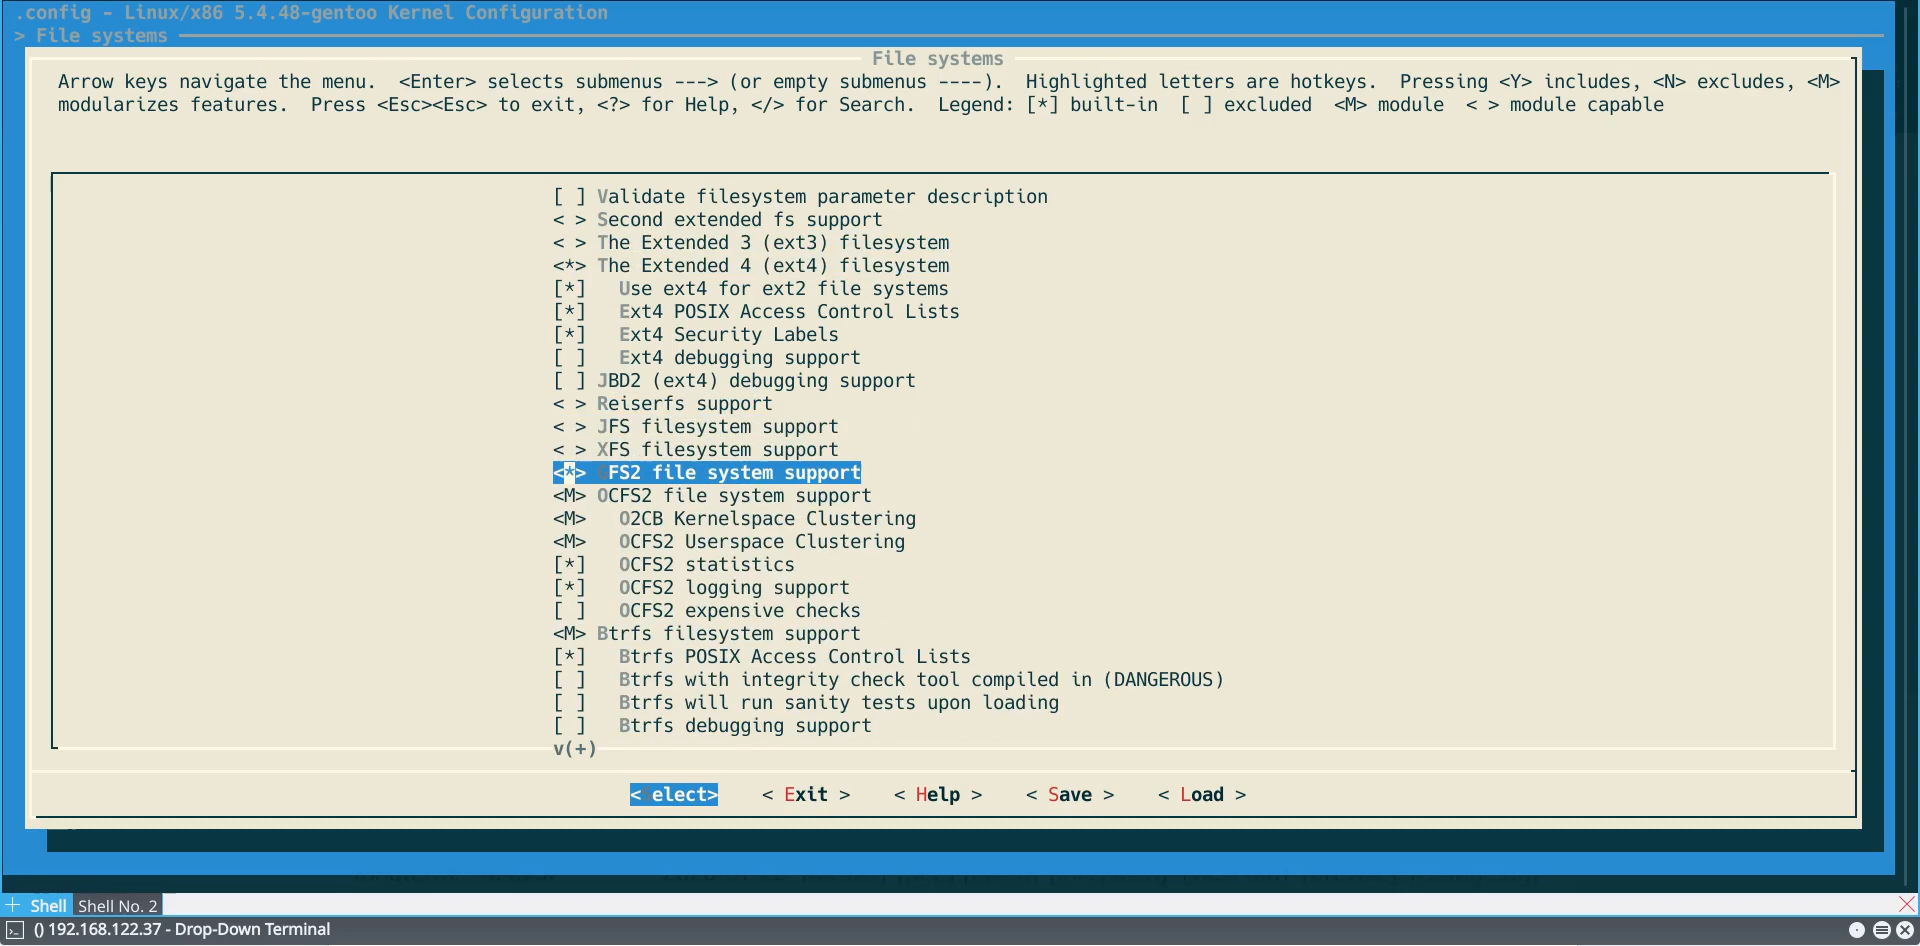 .config - Linux/x86 5.4.48-gentoo Kernel Configuration
> File systems
File systems
Arrow keys navigate the menu.  <Enter> selects submenus ---> (or empty submenus ----).  Highlighted letters are hotkeys.  Pressing <Y> includes, <N> excludes, <M>
modularizes features.  Press <Esc><Esc> to exit, <?> for Help, </> for Search.  Legend: [*] built-in  [ ] excluded  <M> module  < > module capable
[ ] Validate filesystem parameter description
< > Second extended fs support
< > The Extended 3 (ext3) filesystem
<*> The Extended 4 (ext4) filesystem
[*]   Use ext4 for ext2 file systems
[*]   Ext4 POSIX Access Control Lists
[*]   Ext4 Security Labels
[ ]   Ext4 debugging support
[ ] JBD2 (ext4) debugging support
< > Reiserfs support
< > JFS filesystem support
< > XFS filesystem support
<*> GFS2 file system support
<M> OCFS2 file system support
<M>   O2CB Kernelspace Clustering
<M>   OCFS2 Userspace Clustering
[*]   OCFS2 statistics
[*]   OCFS2 logging support
[ ]   OCFS2 expensive checks
<M> Btrfs filesystem support
[*]   Btrfs POSIX Access Control Lists
[ ]   Btrfs with integrity check tool compiled in (DANGEROUS)
[ ]   Btrfs will run sanity tests upon loading
[ ]   Btrfs debugging support
v(+)
<Select>    < Exit >    < Help >    < Save >    < Load >
Shell  Shell No. 2
() 192.168.122.37 - Drop-Down Terminal